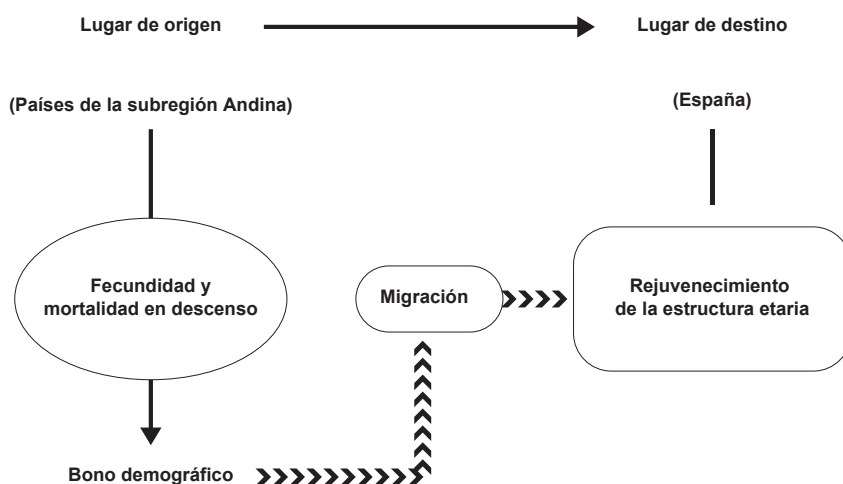 Lugar de origen
Lugar de destino
(Países de la subregión Andina)
(España)
Fecundidad y
mortalidad en descenso
Migración
Rejuvenecimiento
de la estructura etaria
Bono demográfico